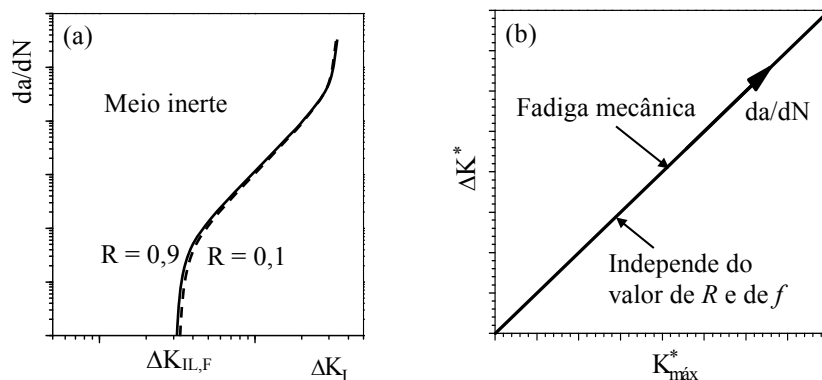 (a)
da/dN
Meio inerte
R = 0,9
R = 0,1
ΔK_IL,F
ΔK_I
(b)
ΔK*
Fadiga mecânica
da/dN
Independe do
valor de R e de f
K*_máx